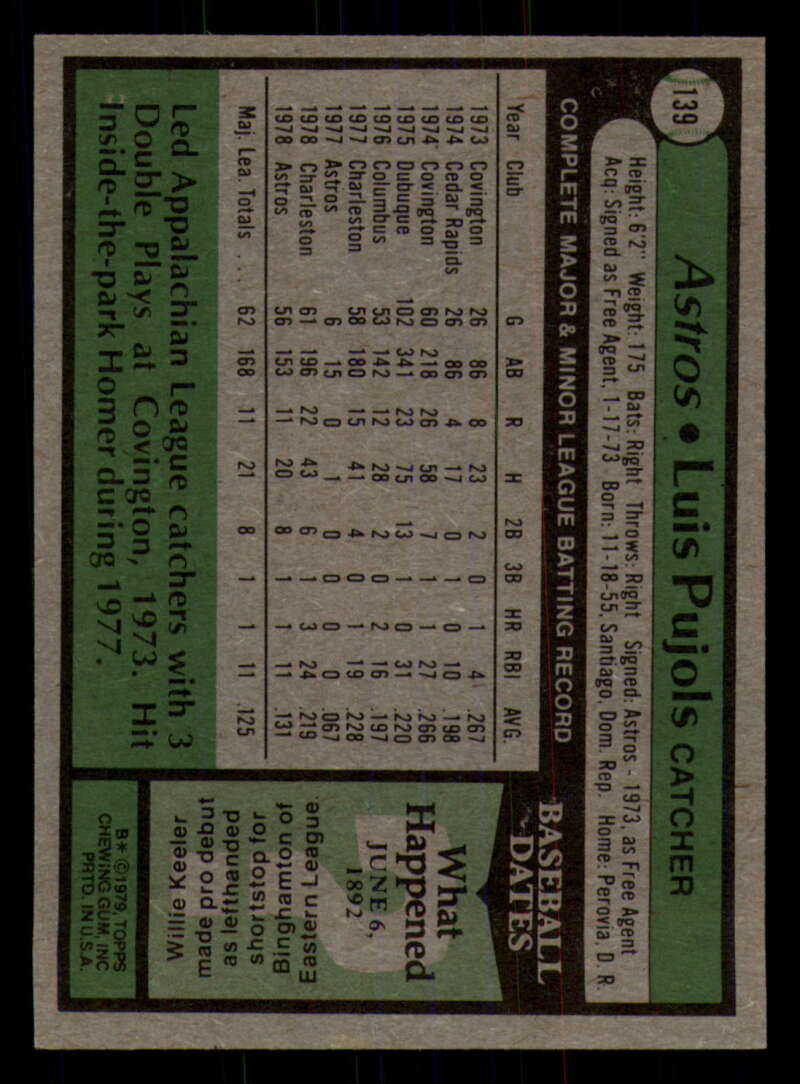 139
Astros • Luis Pujols CATCHER
Height: 6'2" Weight: 175 Bats: Right Throws: Right Signed: Astros - 1973, as Free Agent
Acq: Signed as Free Agent, 1-17-73 Born: 11-18-55, Santiago, Dom. Rep. Home: Perovia, D. R.
COMPLETE MAJOR & MINOR LEAGUE BATTING RECORD
Year Club G AB R H 2B 3B HR RBI AVG.
1973 Covington 26 86 8 23 2 0 1 4 .267
1974 Cedar Rapids 26 86 4 17 0 1 0 10 .198
1974 Covington 60 218 26 58 7 1 1 27 .266
1975 Dubuque 102 341 23 75 13 1 0 31 .220
1976 Columbus 53 142 12 28 2 0 2 16 .197
1977 Charleston 58 180 15 41 4 0 1 19 .228
1977 Astros 6 15 0 1 0 0 0 0 .067
1978 Charleston 61 196 22 43 6 1 3 24 .219
1978 Astros 56 153 11 20 8 1 1 11 .131
Maj. Lea. Totals . . . 62 168 11 21 8 1 1 11 .125
Led Appalachian League catchers with 3
Double Plays at Covington, 1973. Hit
Inside-the-park Homer during 1977.
BASEBALL
DATES
What
Happened
JUNE 6,
1892
Willie Keeler
made pro debut
as lefthanded
shortstop for
Binghamton of
Eastern League.
B* ©1979, TOPPS
CHEWING GUM, INC
PRTD. IN U.S.A.